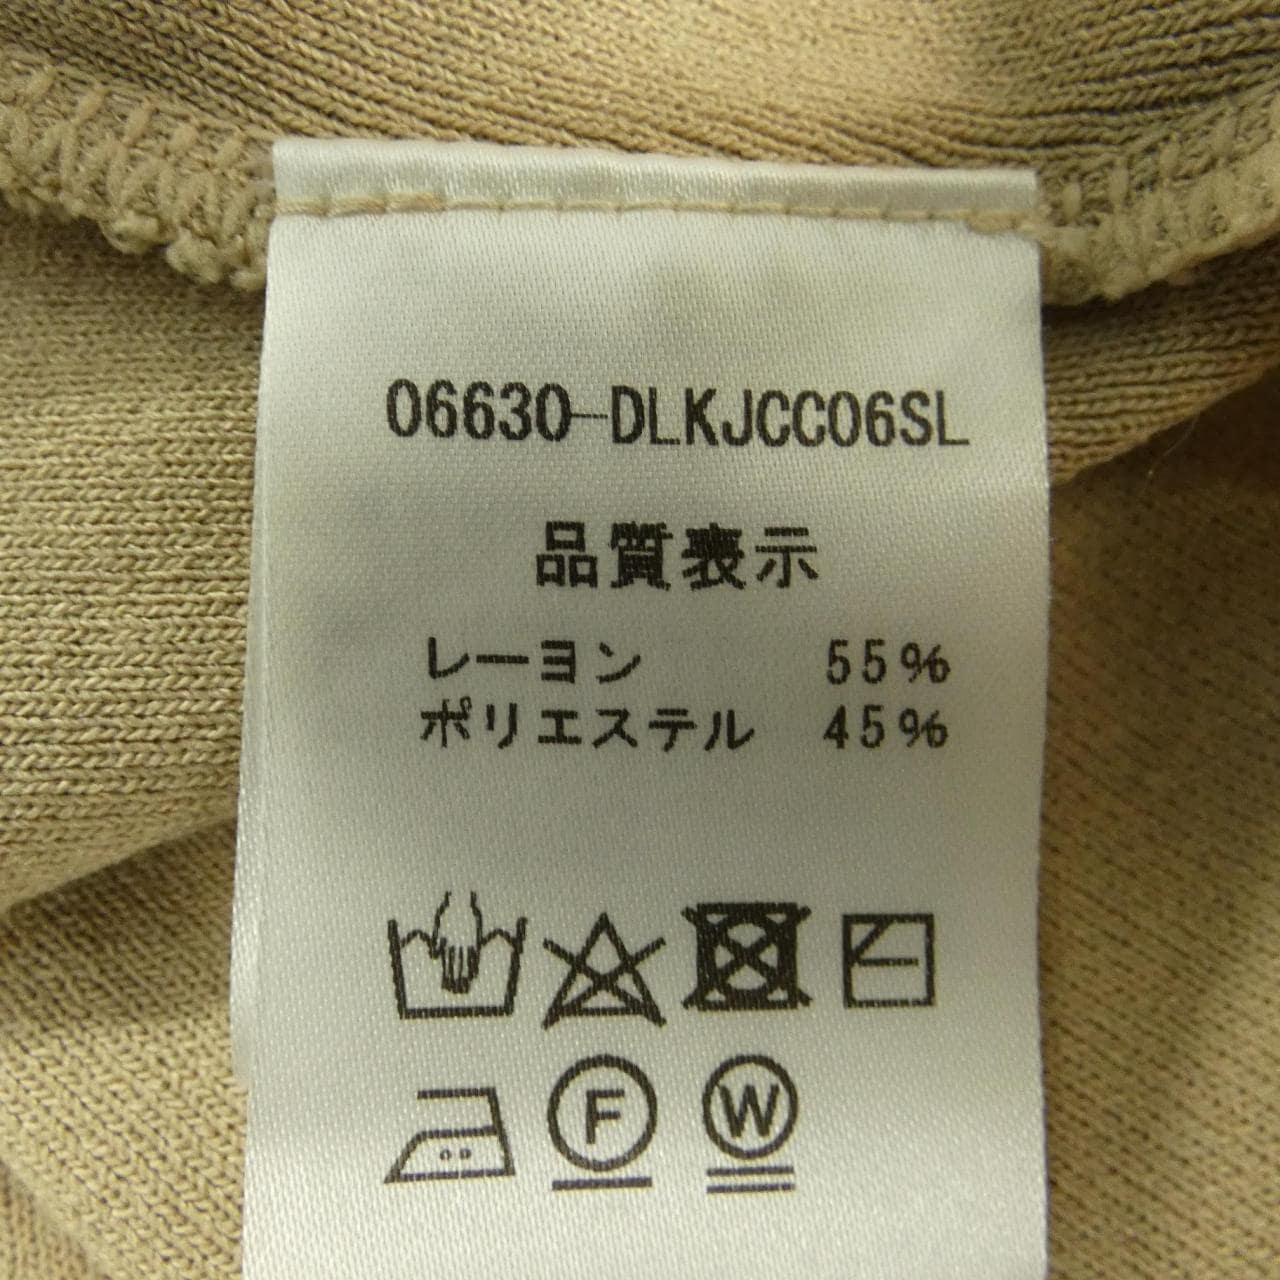 06630-DLKJCC06SL
品質表示
レーヨン 55%
ポリエステル 45%
F W